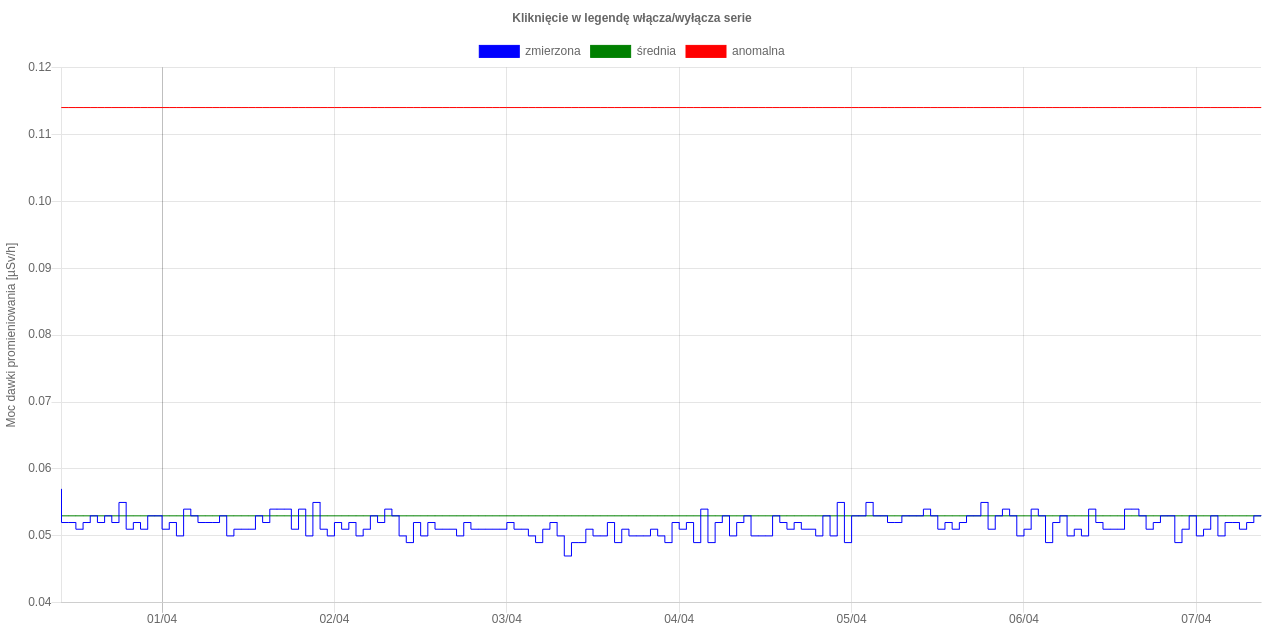 Kliknięcie w legendę włącza/wyłącza serie
zmierzona średnia anomalna
Moc dawki promieniowania [µSv/h]
0.12
0.11
0.10
0.09
0.08
0.07
0.06
0.05
0.04
01/04 02/04 03/04 04/04 05/04 06/04 07/04